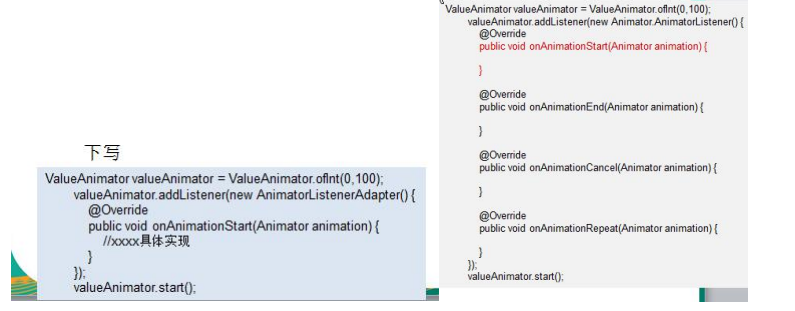 下写
ValueAnimator valueAnimator = ValueAnimator.ofInt(0,100);
valueAnimator.addListener(new AnimatorListenerAdapter() {
@Override
public void onAnimationStart(Animator animation) {
//xxxx具体实现
}
});
valueAnimator.start();
ValueAnimator valueAnimator = ValueAnimator.ofInt(0,100);
valueAnimator.addListener(new Animator.AnimatorListener() {
@Override
public void onAnimationStart(Animator animation) {
}
@Override
public void onAnimationEnd(Animator animation) {
}
@Override
public void onAnimationCancel(Animator animation) {
}
@Override
public void onAnimationRepeat(Animator animation) {
}
});
valueAnimator.start();